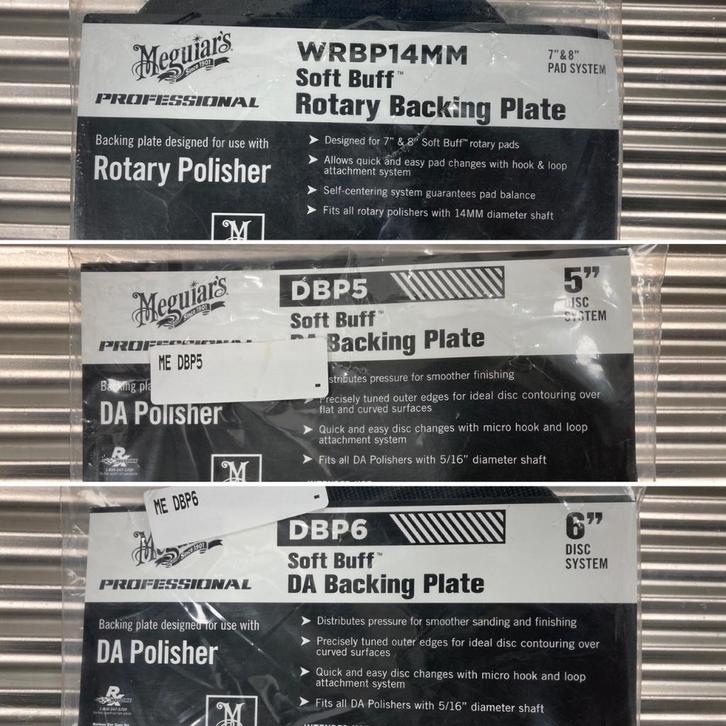 Meguiar's
Since 1901
PROFESSIONAL
WRBP14MM
Soft Buff™
Rotary Backing Plate
7" & 8"
PAD SYSTEM
Backing plate designed for use with
Rotary Polisher
➤ Designed for 7" & 8" Soft Buff™ rotary pads
➤ Allows quick and easy pad changes with hook & loop
attachment system
➤ Self-centering system guarantees pad balance
➤ Fits all rotary polishers with 14MM diameter shaft
M
Meguiar's
Since 1901
DBP5
Soft Buff™
Backing Plate
5”
DISC
SYSTEM
ME DBP5
-
Backing
DA Polisher
pressure for smoother finishing
Precisely tuned outer edges for ideal disc contouring over
flat and curved surfaces
➤ Quick and easy disc changes with micro hook and loop
attachment system
➤ Fits all DA Polishers with 5/16” diameter shaft
M
ME DBP6
-
Since 1901
PROFESSIONAL
DBP6
Soft Buff™
DA Backing Plate
6”
DISC
SYSTEM
Backing plate designed for use with
DA Polisher
➤ Distributes pressure for smoother sanding and finishing
➤ Precisely tuned outer edges for ideal disc contouring over
curved surfaces
➤ Quick and easy disc changes with micro hook and loop
attachment system
➤ Fits all DA Polishers with 5/16” diameter shaft
M